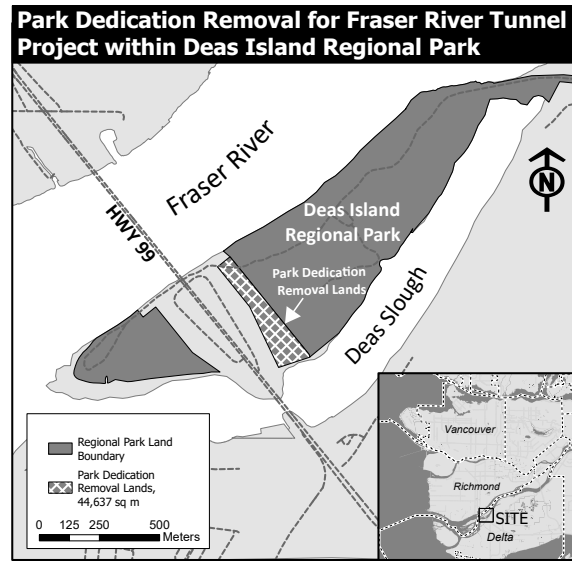 Park Dedication Removal for Fraser River Tunnel
Project within Deas Island Regional Park
Fraser River
HWY 99
N
Deas Island
Regional Park
Park Dedication
Removal Lands
Deas Slough
Regional Park Land
Boundary
Park Dedication
Removal Lands,
44,637 sq m
0 125 250 500
Meters
Vancouver
Richmond
SITE
Delta